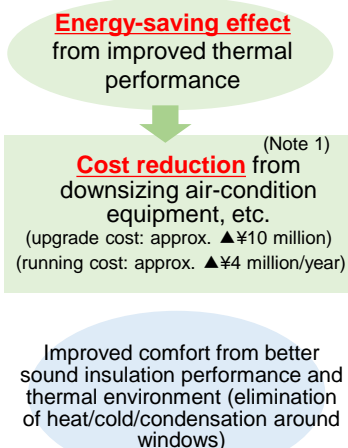 Energy-saving effect
from improved thermal
performance
(Note 1)
Cost reduction from
downsizing air-condition
equipment, etc.
(upgrade cost: approx. ▲¥10 million)
(running cost: approx. ▲¥4 million/year)
Improved comfort from better
sound insulation performance and
thermal environment (elimination
of heat/cold/condensation around
windows)